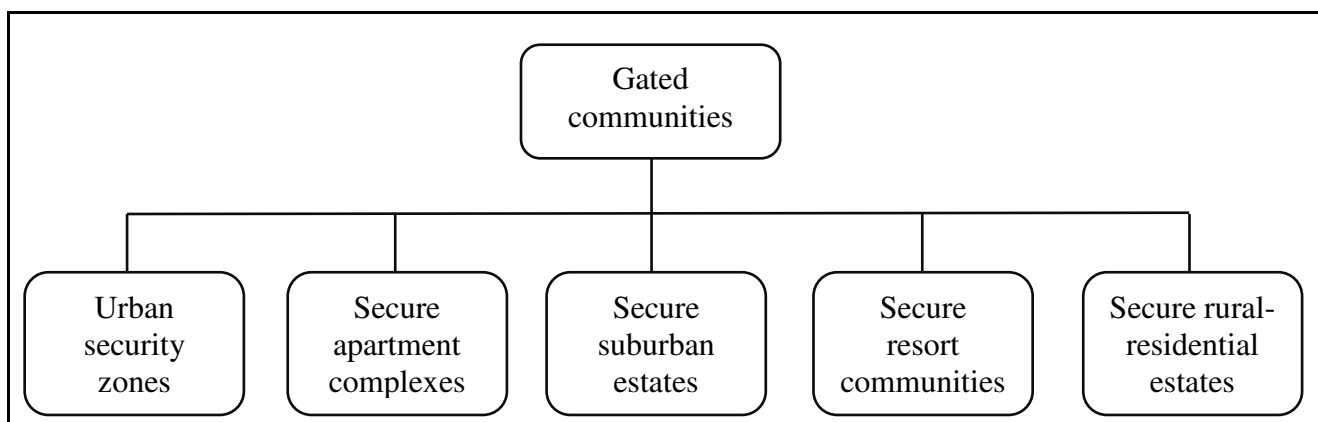 Gated
communities
Urban
security
zones
Secure
apartment
complexes
Secure
suburban
estates
Secure
resort
communities
Secure rural-
residential
estates